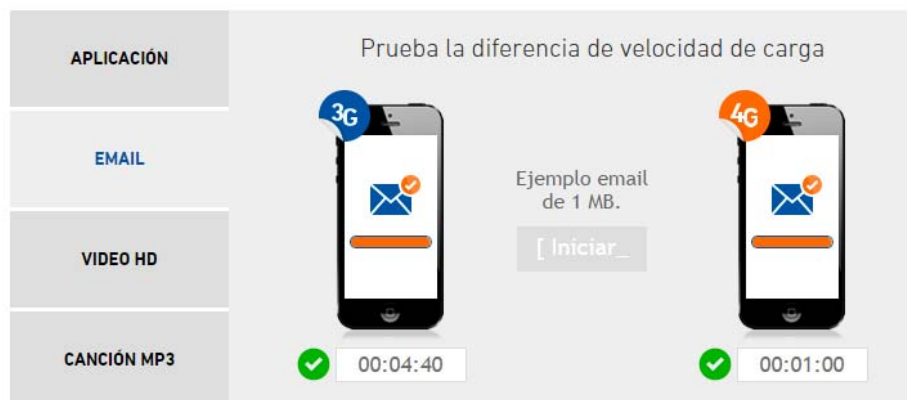 APLICACIÓN
EMAIL
VIDEO HD
CANCIÓN MP3
Prueba la diferencia de velocidad de carga
3G
4G
Ejemplo email
de 1 MB.
[ Iniciar_
00:04:40
00:01:00